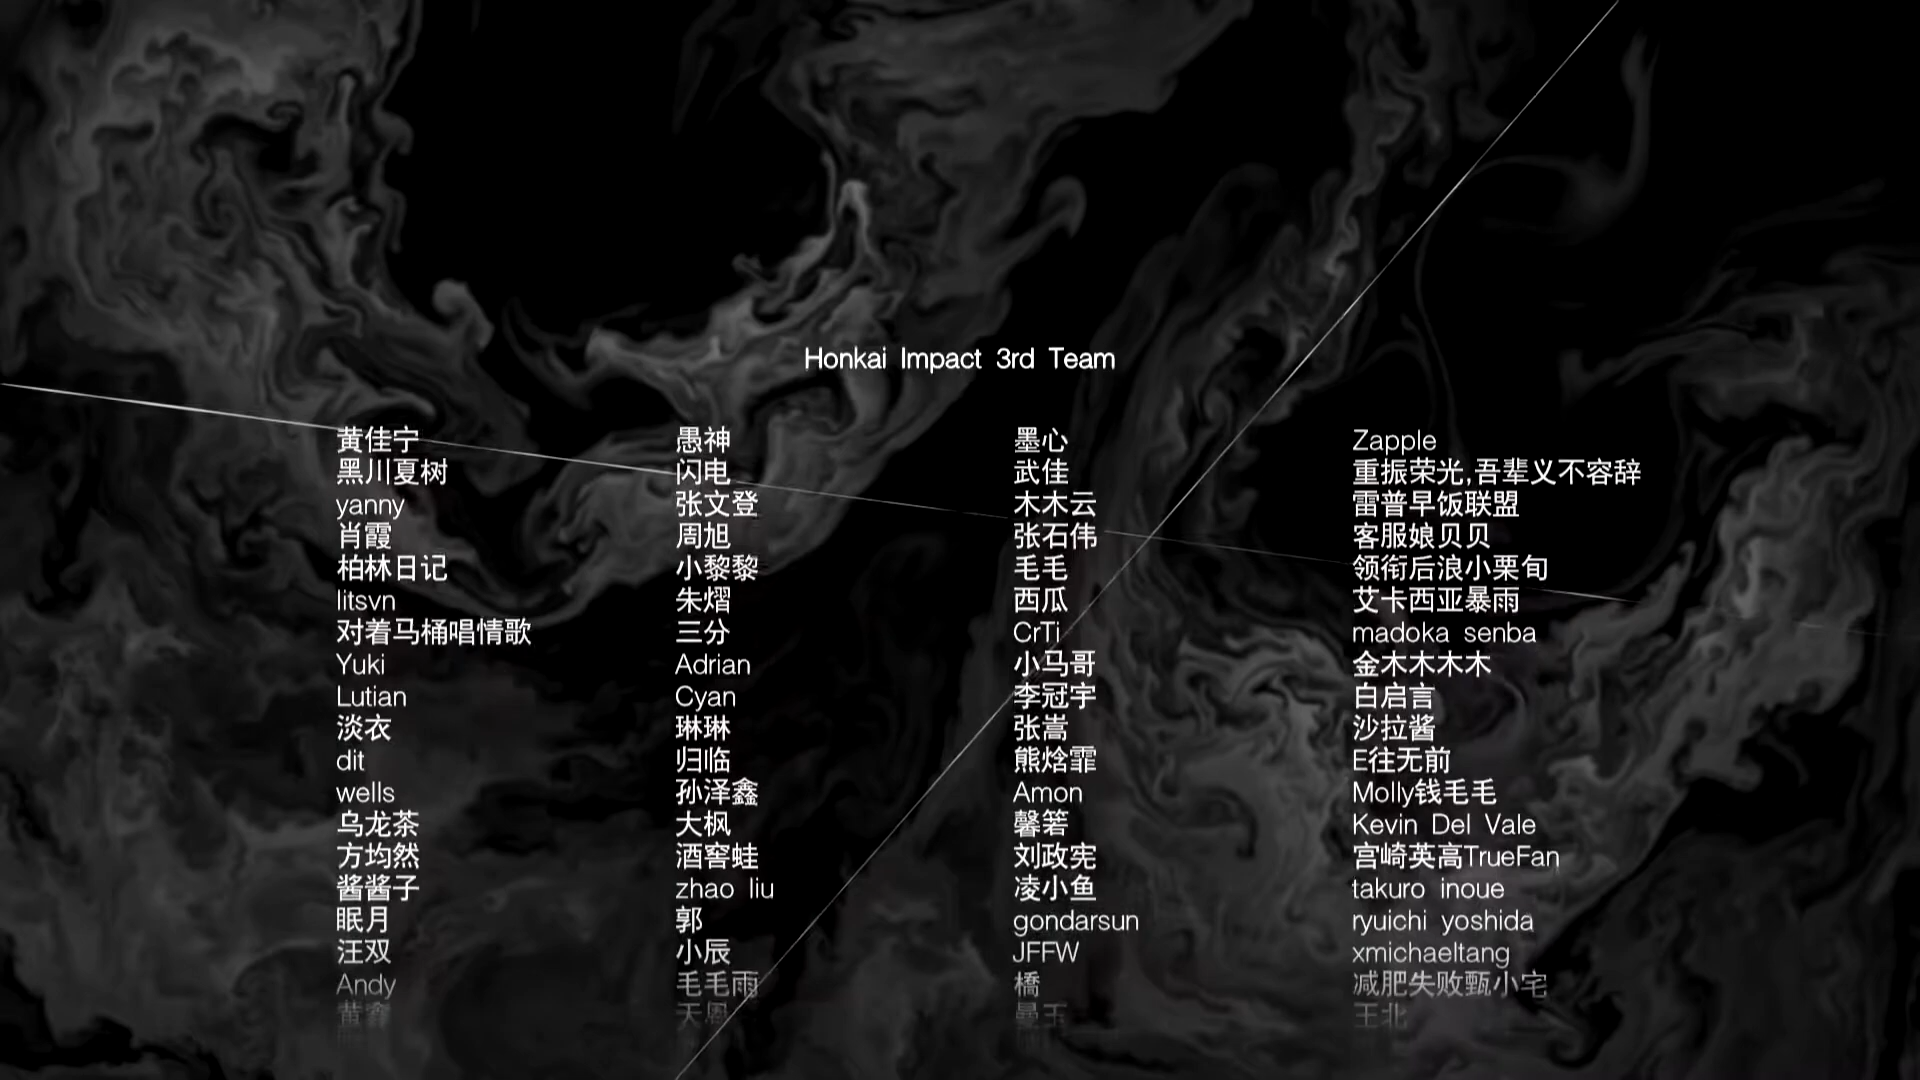 Honkai Impact 3rd Team
黄佳宁 愚神 墨心 Zapple
黑川夏树 闪电 武佳 重振荣光,吾辈义不容辞
yanny 张文登 木木云 雷普早饭联盟
肖霞 周旭 张石伟 客服娘贝贝
柏林日记 小黎黎 毛毛 领衔后浪小栗旬
litsvn 朱熠 西瓜 艾卡西亚暴雨
对着马桶唱情歌 三分 CrTi madoka senba
Yuki Adrian 小马哥 金木木木木
Lutian Cyan 李冠宇 白启言
淡衣 琳琳 张嵩 沙拉酱
dit 归临 熊焓霏 E往无前
wells 孙泽鑫 Amon Molly钱毛毛
乌龙茶 大枫 馨箬 Kevin Del Vale
方均然 酒窖蛙 刘政宪 宫崎英高TrueFan
酱酱子 zhao liu 凌小鱼 takuro inoue
眠月 郭 gondarsun ryuichi yoshida
汪双 小辰 JFFW xmichaeltang
Andy 毛毛雨 橋 减肥失败甄小宅
黄鑫 天恩 曼玉 王北